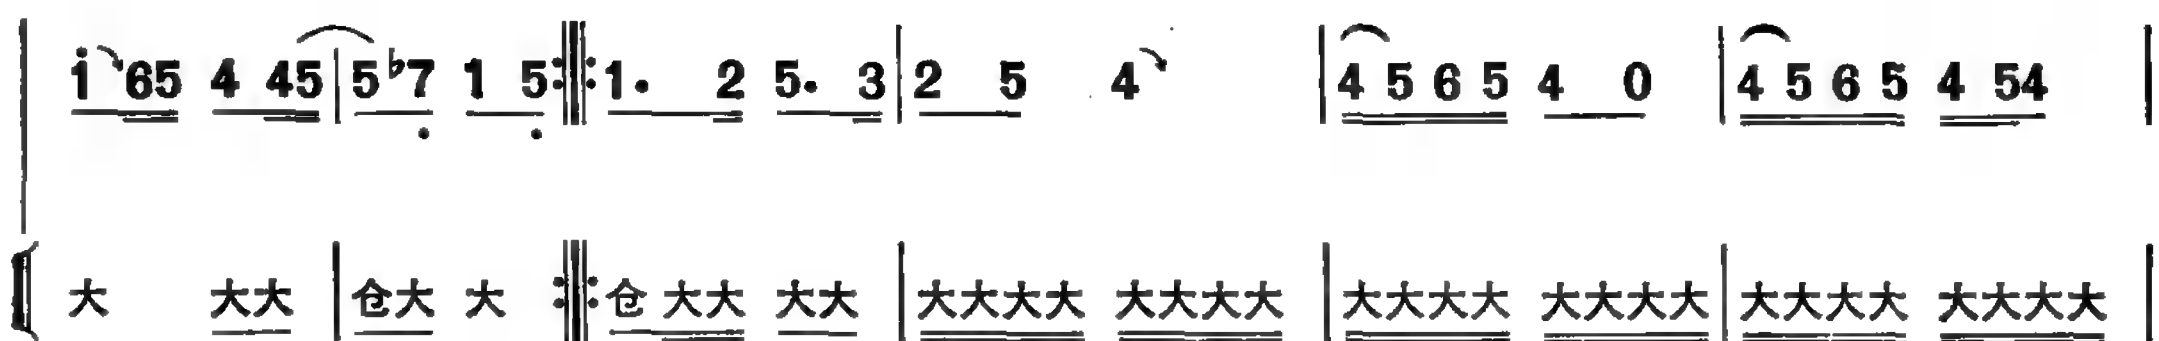 i 65 4 45 | 5 ♭7 1 5 :‖: 1. 2 5. 3 | 2 5 4 | 4 5 6 5 4 0 | 4 5 6 5 4 54 |
大 大大 | 仓大 大 :‖: 仓 大大 大大 | 大大大大 大大大大 | 大大大大 大大大大 | 大大大大 大大大大 |